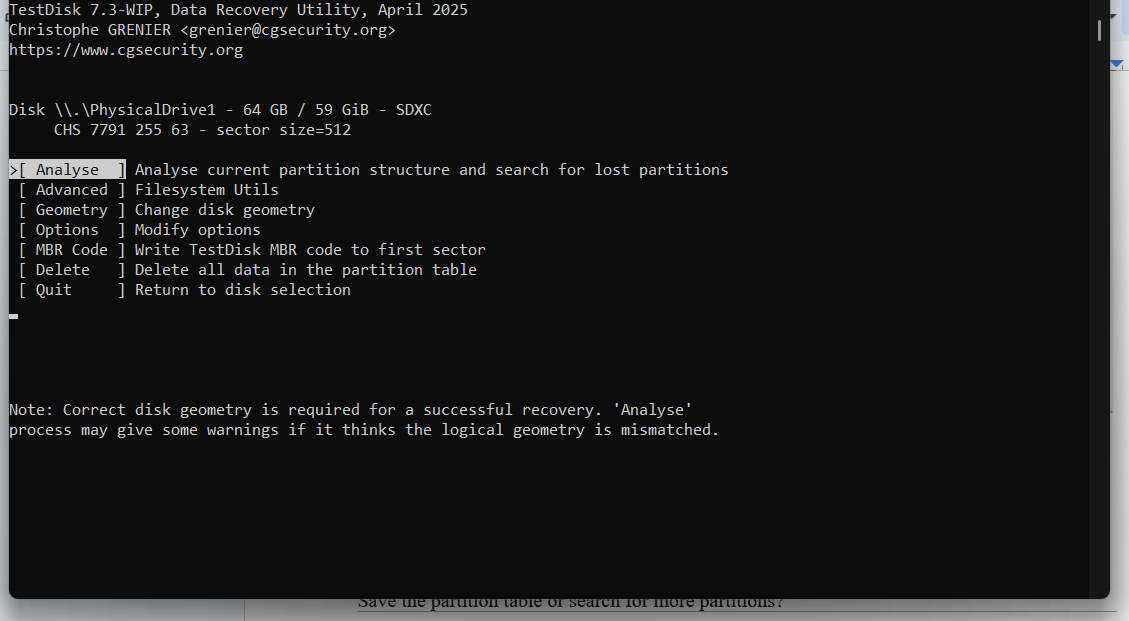 TestDisk 7.3-WIP, Data Recovery Utility, April 2025
Christophe GRENIER <grenier@cgsecurity.org>
https://www.cgsecurity.org
Disk \\.\PhysicalDrive1 - 64 GB / 59 GiB - SDXC
     CHS 7791 255 63 - sector size=512
>[ Analyse  ] Analyse current partition structure and search for lost partitions
 [ Advanced ] Filesystem Utils
 [ Geometry ] Change disk geometry
 [ Options  ] Modify options
 [ MBR Code ] Write TestDisk MBR code to first sector
 [ Delete   ] Delete all data in the partition table
 [ Quit     ] Return to disk selection
Note: Correct disk geometry is required for a successful recovery. 'Analyse'
process may give some warnings if it thinks the logical geometry is mismatched.
Save the partition table or search for more partitions?